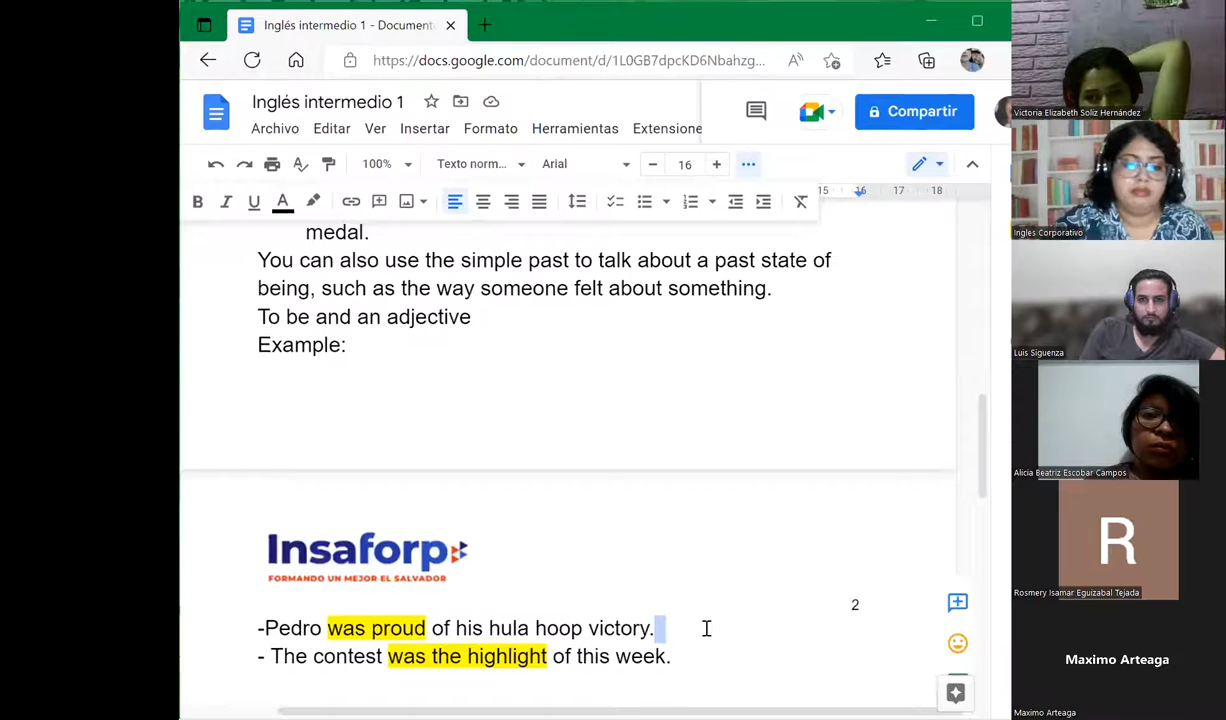 Inglés intermedio 1 - Document
https://docs.google.com/document/d/1L0GB7dpcKD6Nbahzg...
Inglés intermedio 1
Compartir
Archivo Editar Ver Insertar Formato Herramientas Extensione
100% Texto norm... Arial 16
15 16 17 18
medal.
You can also use the simple past to talk about a past state of
being, such as the way someone felt about something.
To be and an adjective
Example:
Insaforp
FORMANDO UN MEJOR EL SALVADOR
2
-Pedro was proud of his hula hoop victory.
- The contest was the highlight of this week.
Victoria Elizabeth Soliz Hernández
Ingles Corporativo
Luis Siguenza
Alicia Beatriz Escobar Campos
R
Rosmery Isamar Eguizabal Tejada
Maximo Arteaga
Maximo Arteaga